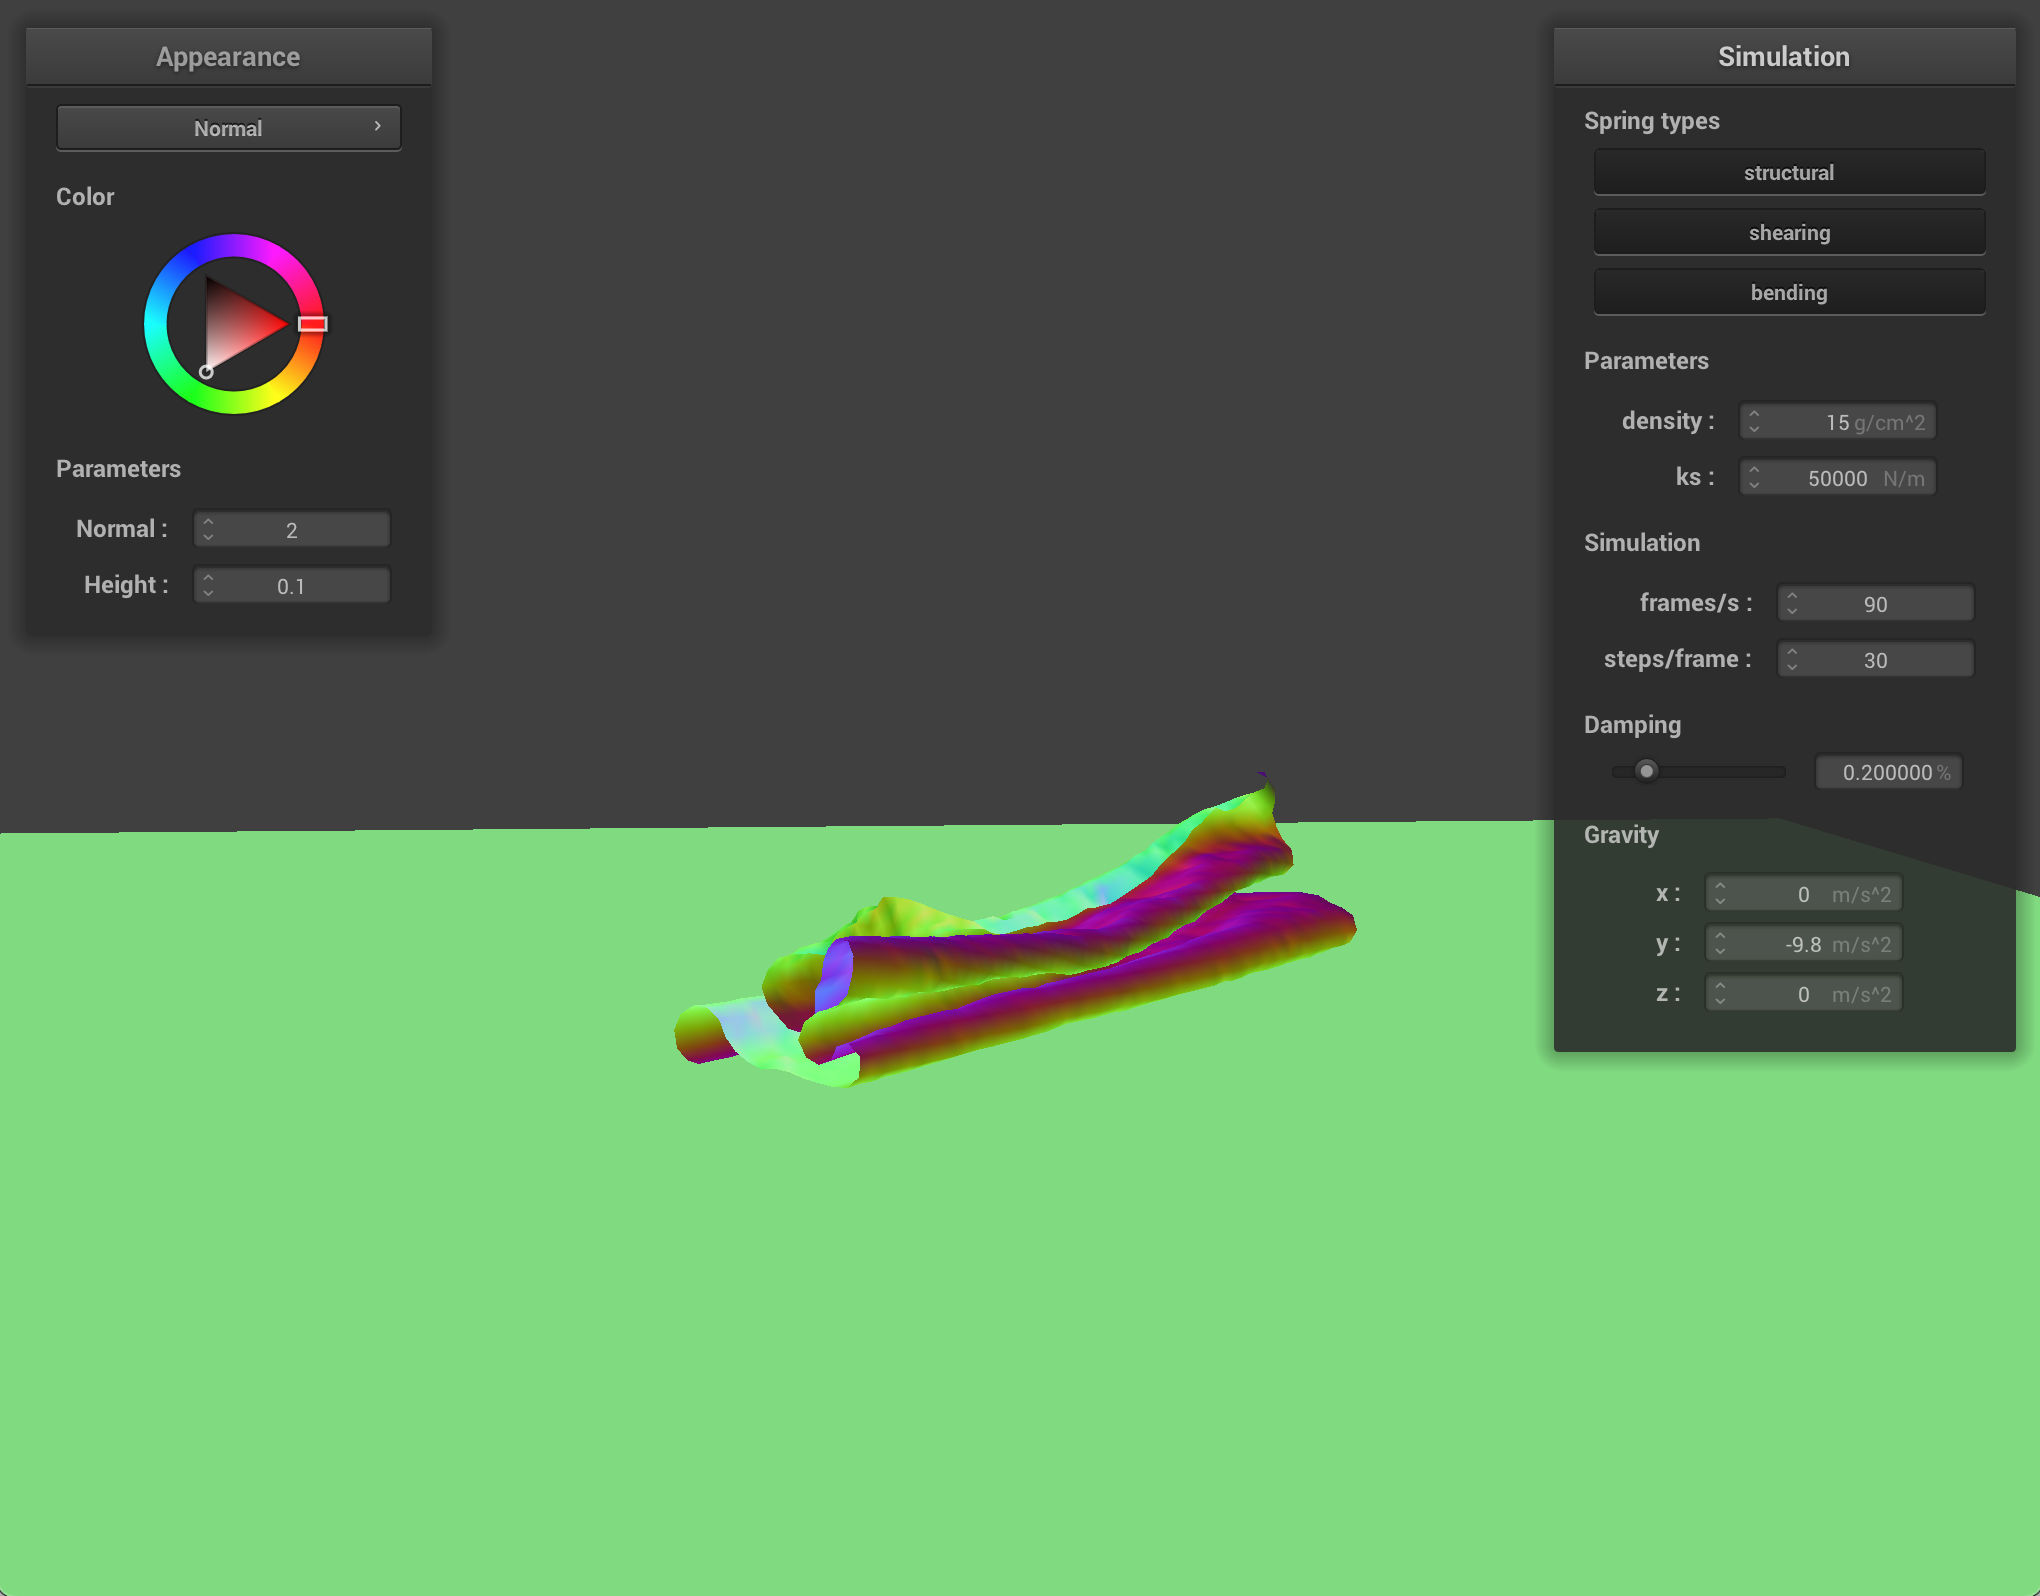 Appearance
Normal
Color
Parameters
Normal : 2
Height : 0.1
Simulation
Spring types
structural
shearing
bending
Parameters
density : 15 g/cm^2
ks : 50000 N/m
Simulation
frames/s : 90
steps/frame : 30
Damping
0.200000 %
Gravity
x : 0 m/s^2
y : -9.8 m/s^2
z : 0 m/s^2